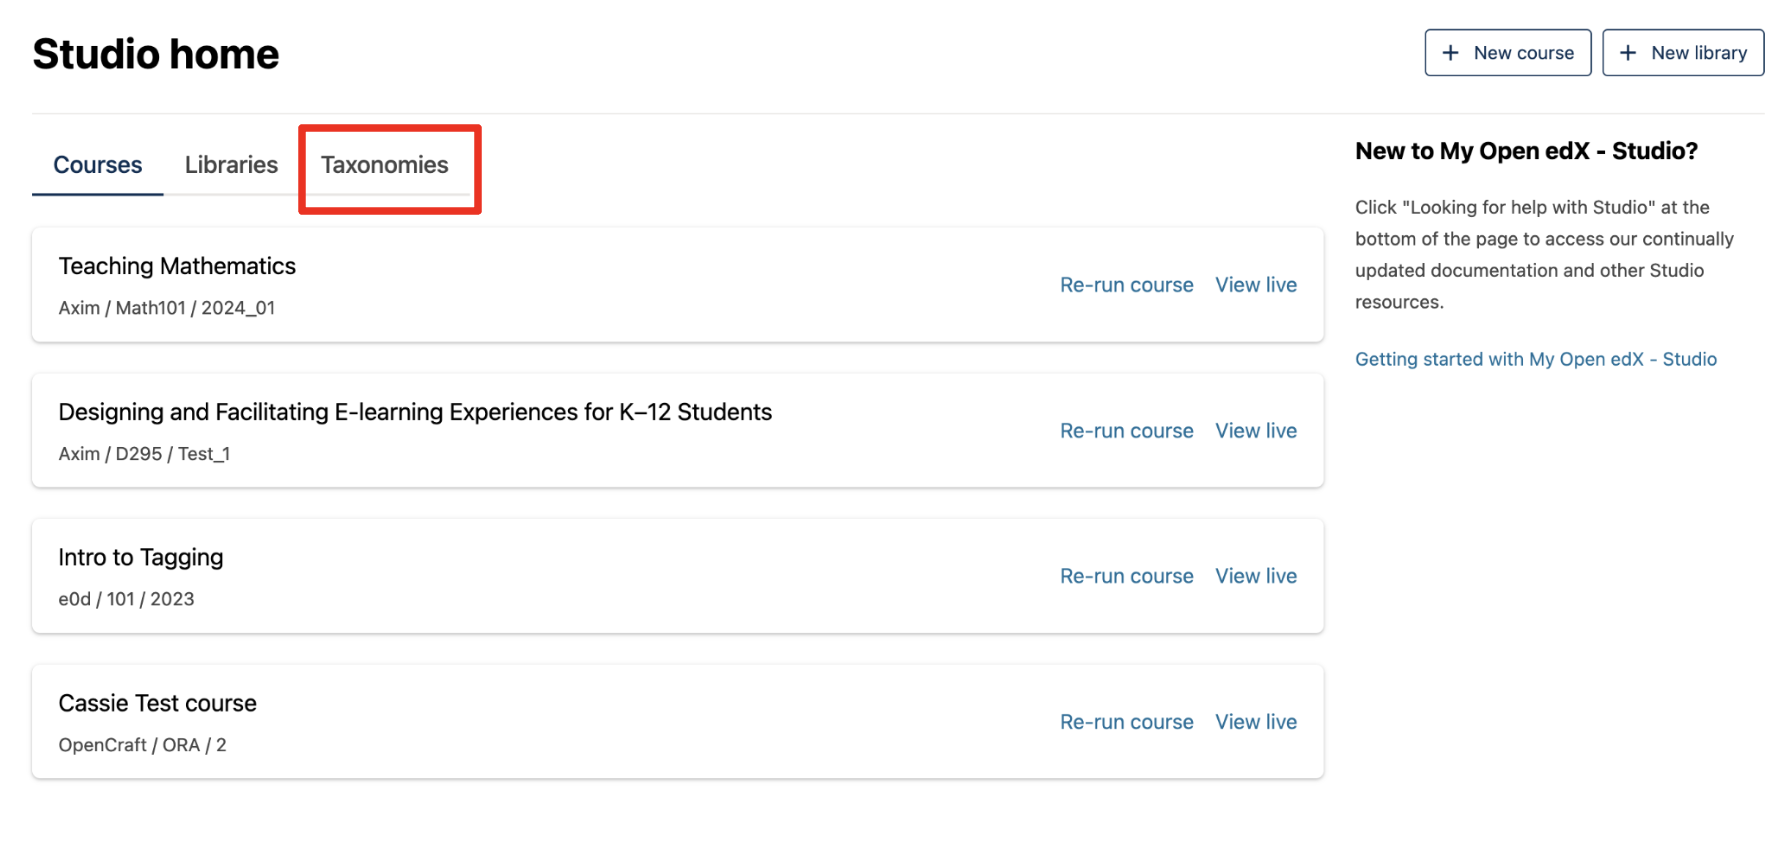 Studio home
+ New course
+ New library
Courses
Libraries
Taxonomies
Teaching Mathematics
Axim / Math101 / 2024_01
Re-run course
View live
Designing and Facilitating E-learning Experiences for K–12 Students
Axim / D295 / Test_1
Re-run course
View live
Intro to Tagging
e0d / 101 / 2023
Re-run course
View live
Cassie Test course
OpenCraft / ORA / 2
Re-run course
View live
New to My Open edX - Studio?
Click "Looking for help with Studio" at the
bottom of the page to access our continually
updated documentation and other Studio
resources.
Getting started with My Open edX - Studio